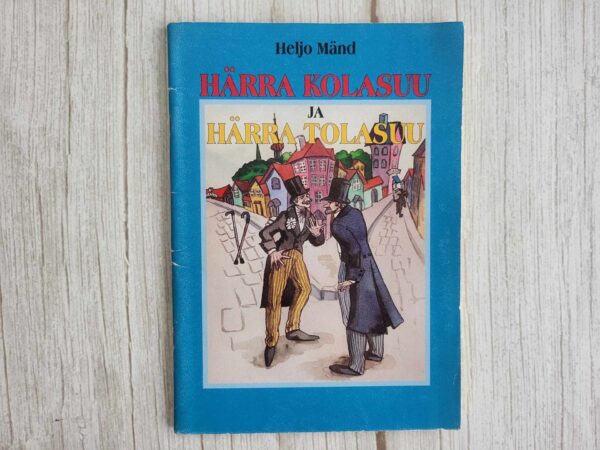 Heljo Mänd
HÄRRA KOLASUU
JA
HÄRRA TOLASUU